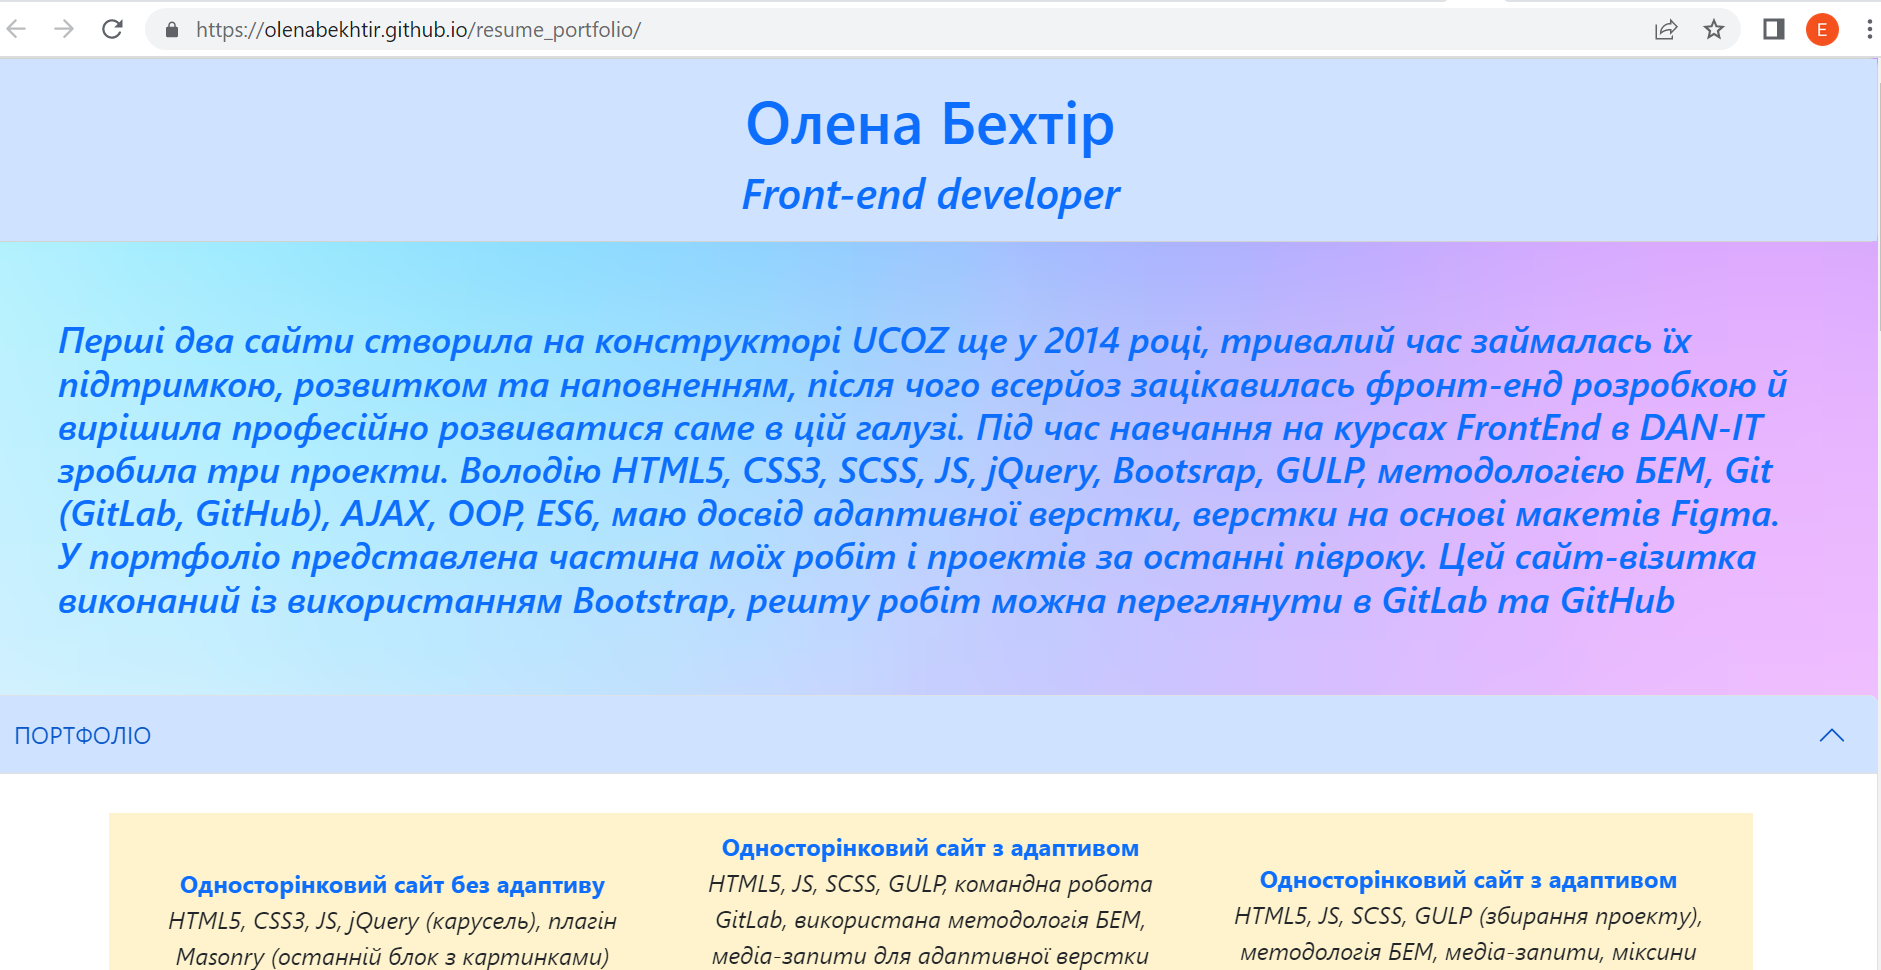 https://olenabekhtir.github.io/resume_portfolio/
E
Олена Бехтір
Front-end developer
Перші два сайти створила на конструкторі UCOZ ще у 2014 році, тривалий час займалась їх
підтримкою, розвитком та наповненням, після чого всерйоз зацікавилась фронт-енд розробкою й
вирішила професійно розвиватися саме в цій галузі. Під час навчання на курсах FrontEnd в DAN-IT
зробила три проекти. Володію HTML5, CSS3, SCSS, JS, jQuery, Bootsrap, GULP, методологією БЕМ, Git
(GitLab, GitHub), AJAX, OOP, ES6, маю досвід адаптивної верстки, верстки на основі макетів Figma.
У портфоліо представлена частина моїх робіт і проектів за останні півроку. Цей сайт-візитка
виконаний із використанням Bootstrap, решту робіт можна переглянути в GitLab та GitHub
ПОРТФОЛІО
Односторінковий сайт без адаптиву
HTML5, CSS3, JS, jQuery (карусель), плагін
Masonry (останній блок з картинками)
Односторінковий сайт з адаптивом
HTML5, JS, SCSS, GULP, командна робота
GitLab, використана методологія БЕМ,
медіа-запити для адаптивної верстки
Односторінковий сайт з адаптивом
HTML5, JS, SCSS, GULP (збирання проекту),
методологія БЕМ, медіа-запити, міксини